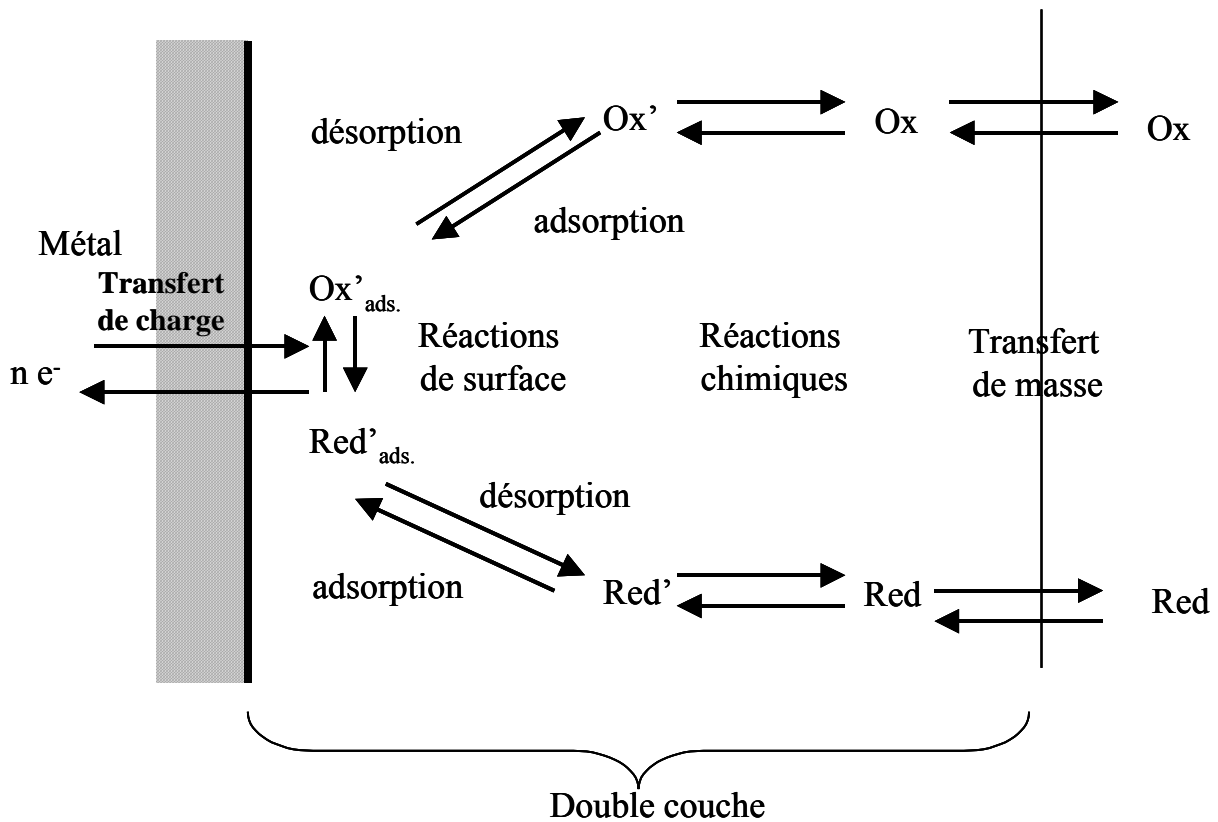 Ox’
Ox
Ox
désorption
adsorption
Métal
Transfert
de charge
Ox’ads.
n e-
Réactions
de surface
Réactions
chimiques
Transfert
de masse
Red’ads.
désorption
adsorption
Red’
Red
Red
Double couche